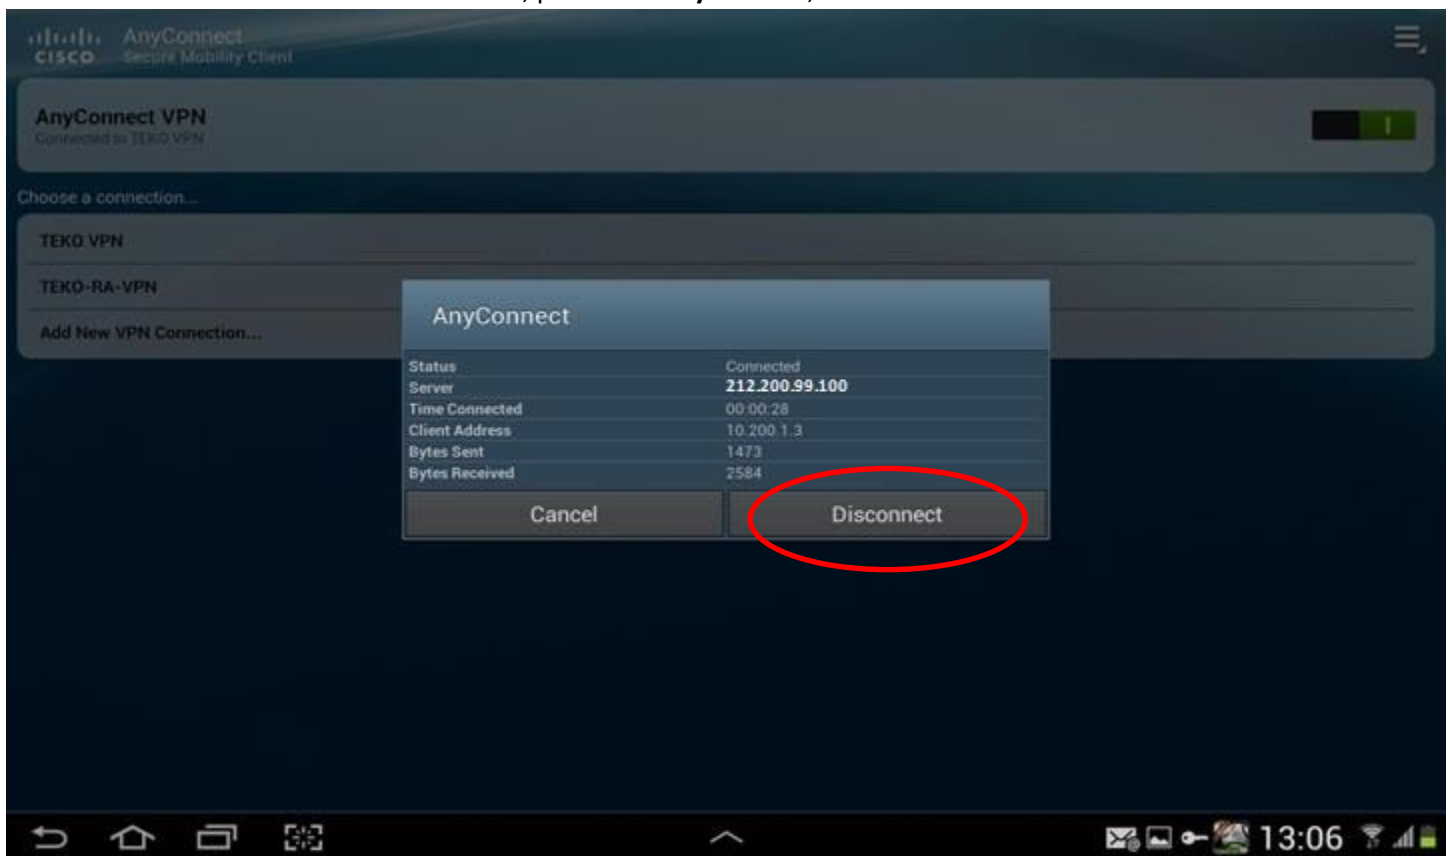 AnyConnect
CISCO Secure Mobility Client
AnyConnect VPN
Connected to TEKO VPN
Choose a connection...
TEKO VPN
TEKO-RA-VPN
Add New VPN Connection...
AnyConnect
Status Connected
Server 212.200.99.100
Time Connected 00:00:28
Client Address 10.200.1.3
Bytes Sent 1473
Bytes Received 2584
Cancel Disconnect
13:06